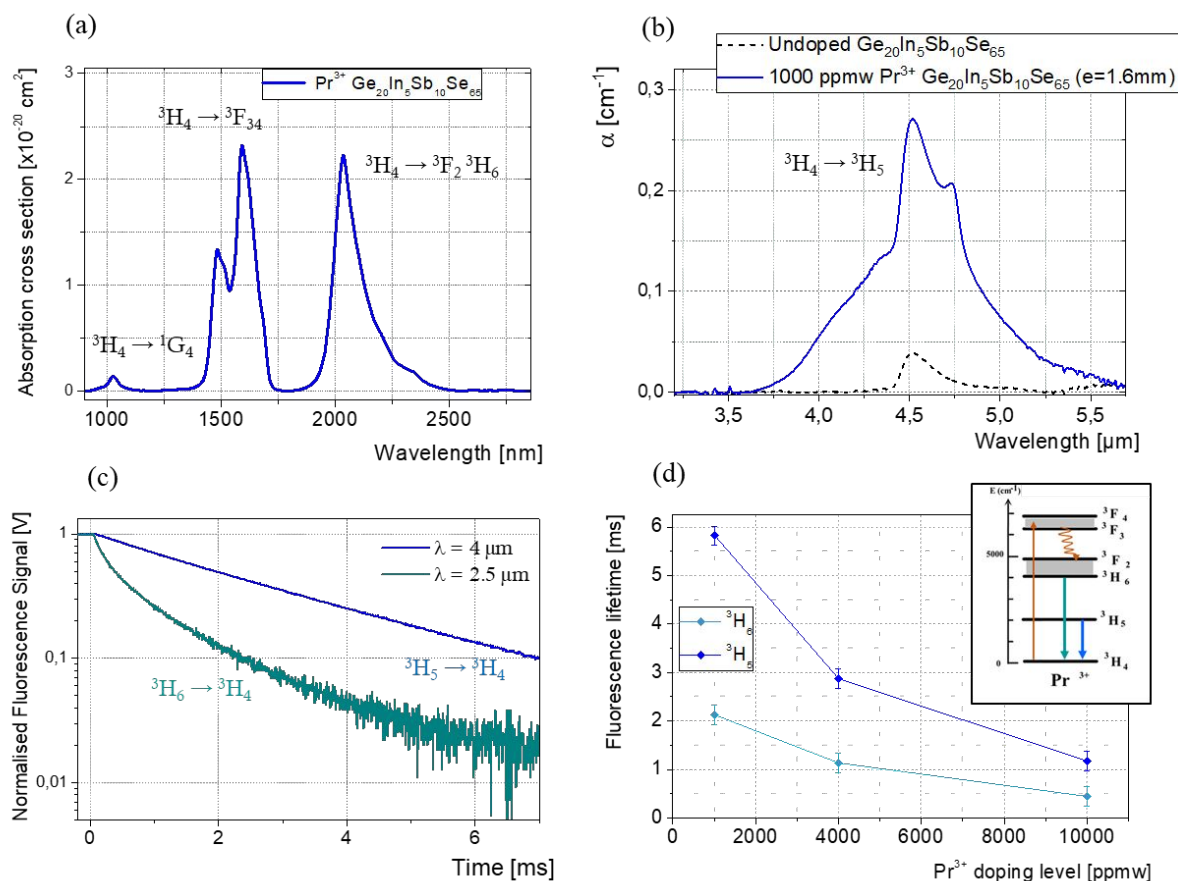 (a)
Pr³⁺ Ge₂₀In₅Sb₁₀Se₆₅
³H₄ → ³F₃₄
³H₄ → ³F₂ ³H₆
³H₄ → ¹G₄
Absorption cross section [x10⁻²⁰ cm²]
3
2
1
0
1000
1500
2000
2500
Wavelength [nm]
(b)
Undoped Ge₂₀In₅Sb₁₀Se₆₅
1000 ppmw Pr³⁺ Ge₂₀In₅Sb₁₀Se₆₅ (e=1.6mm)
³H₄ → ³H₅
α [cm⁻¹]
0,3
0,2
0,1
0,0
3,5
4,0
4,5
5,0
5,5
Wavelength [µm]
(c)
λ = 4 µm
λ = 2.5 µm
³H₅ → ³H₄
³H₆ → ³H₄
Normalised Fluorescence Signal [V]
1
0,1
0,01
0
2
4
6
Time [ms]
(d)
³H₆
³H₅
Fluorescence lifetime [ms]
6
5
4
3
2
1
0
0
2000
4000
6000
8000
10000
Pr³⁺ doping level [ppmw]
E (cm⁻¹)
5000
0
³F₄
³F₃
³F₂
³H₆
³H₅
³H₄
Pr ³⁺